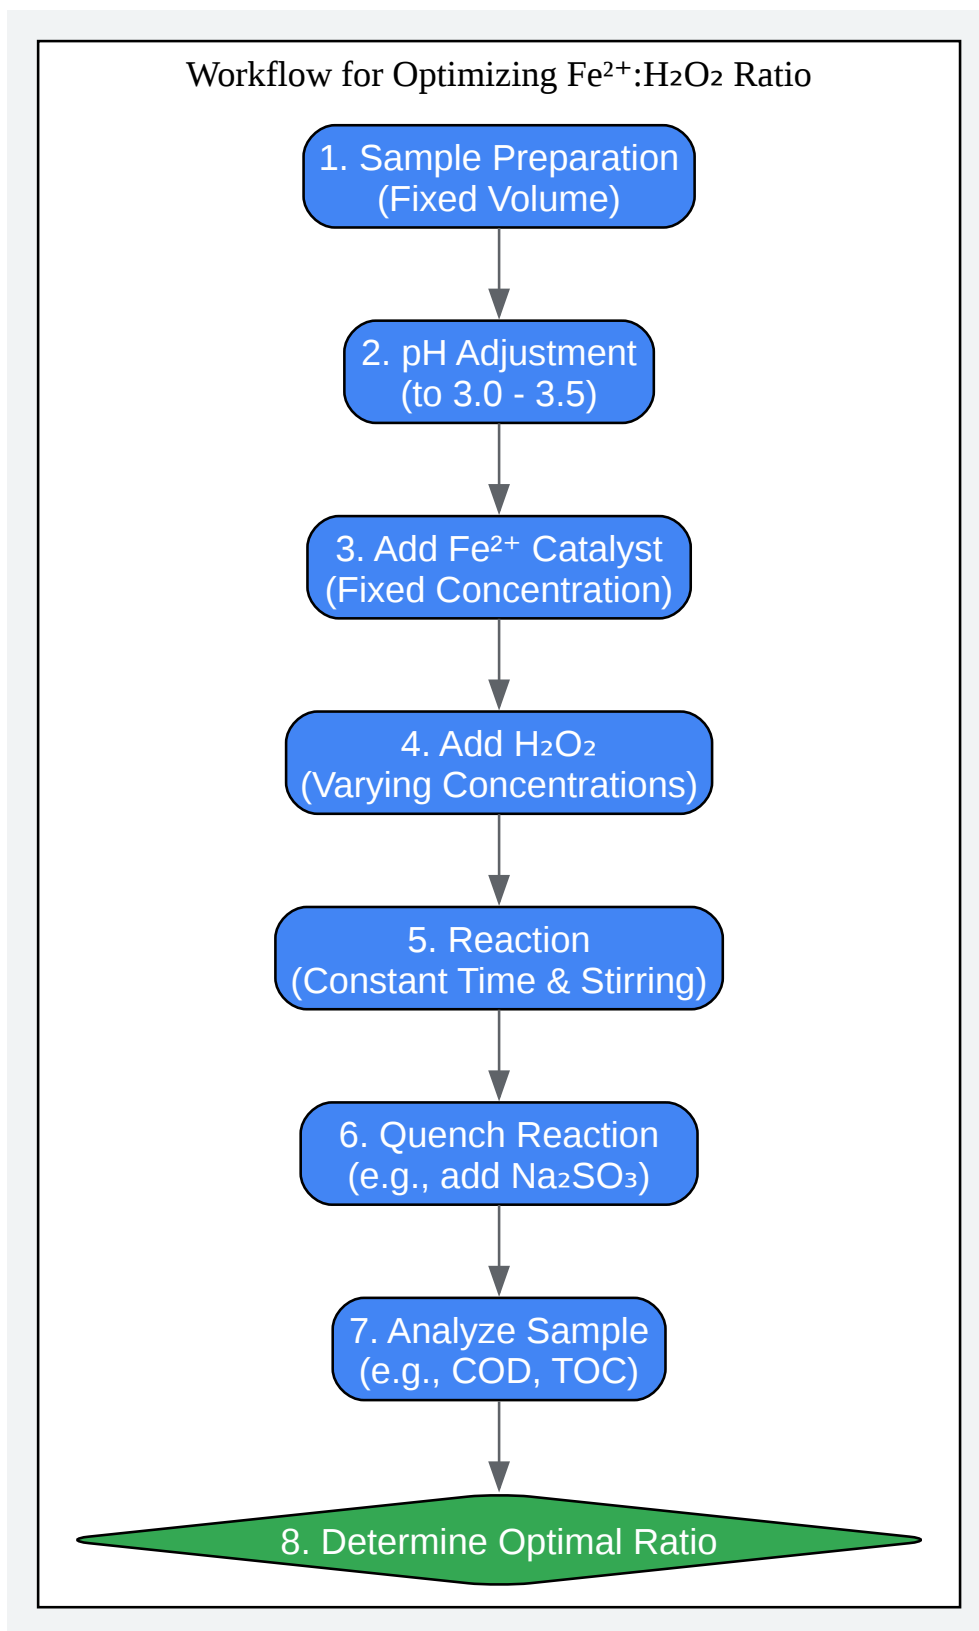 Workflow for Optimizing Fe²⁺:H₂O₂ Ratio
1. Sample Preparation
(Fixed Volume)
2. pH Adjustment
(to 3.0 - 3.5)
3. Add Fe²⁺ Catalyst
(Fixed Concentration)
4. Add H₂O₂
(Varying Concentrations)
5. Reaction
(Constant Time & Stirring)
6. Quench Reaction
(e.g., add Na₂SO₃)
7. Analyze Sample
(e.g., COD, TOC)
8. Determine Optimal Ratio